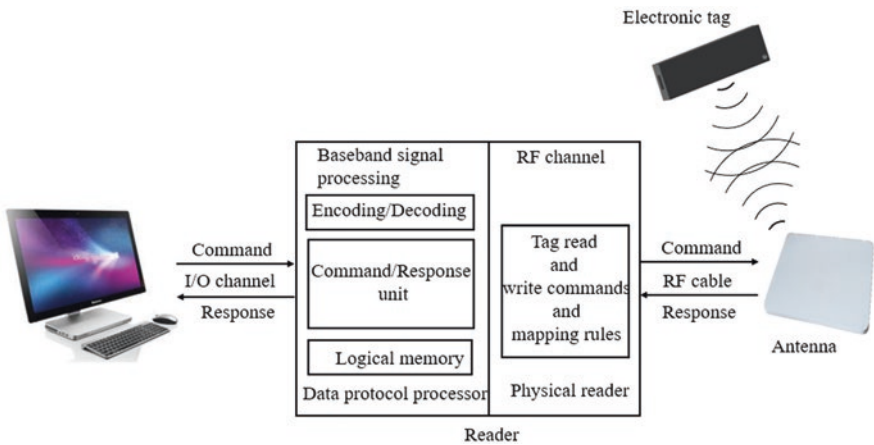 Electronic tag
Baseband signal
processing
RF channel
Encoding/Decoding
Command/Response
unit
Logical memory
Data protocol processor
Tag read
and
write commands
and
mapping rules
Physical reader
Reader
Command
I/O channel
Response
Command
RF cable
Response
Antenna